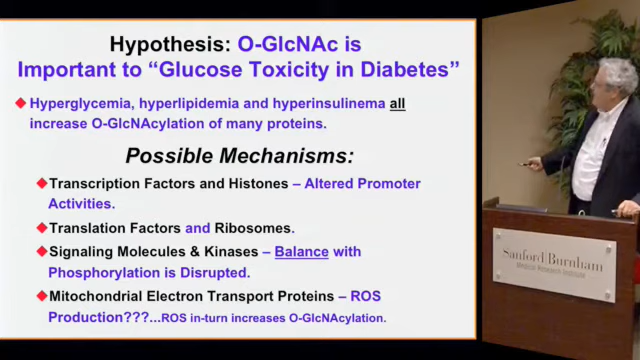 Hypothesis: O-GlcNAc is
Important to “Glucose Toxicity in Diabetes”
Hyperglycemia, hyperlipidemia and hyperinsulinema all
increase O-GlcNAcylation of many proteins.
Possible Mechanisms:
Transcription Factors and Histones – Altered Promoter
Activities.
Translation Factors and Ribosomes.
Signaling Molecules & Kinases – Balance with
Phosphorylation is Disrupted.
Mitochondrial Electron Transport Proteins – ROS
Production???...ROS in-turn increases O-GlcNAcylation.
Sanford | Burnham
Medical Research Institute